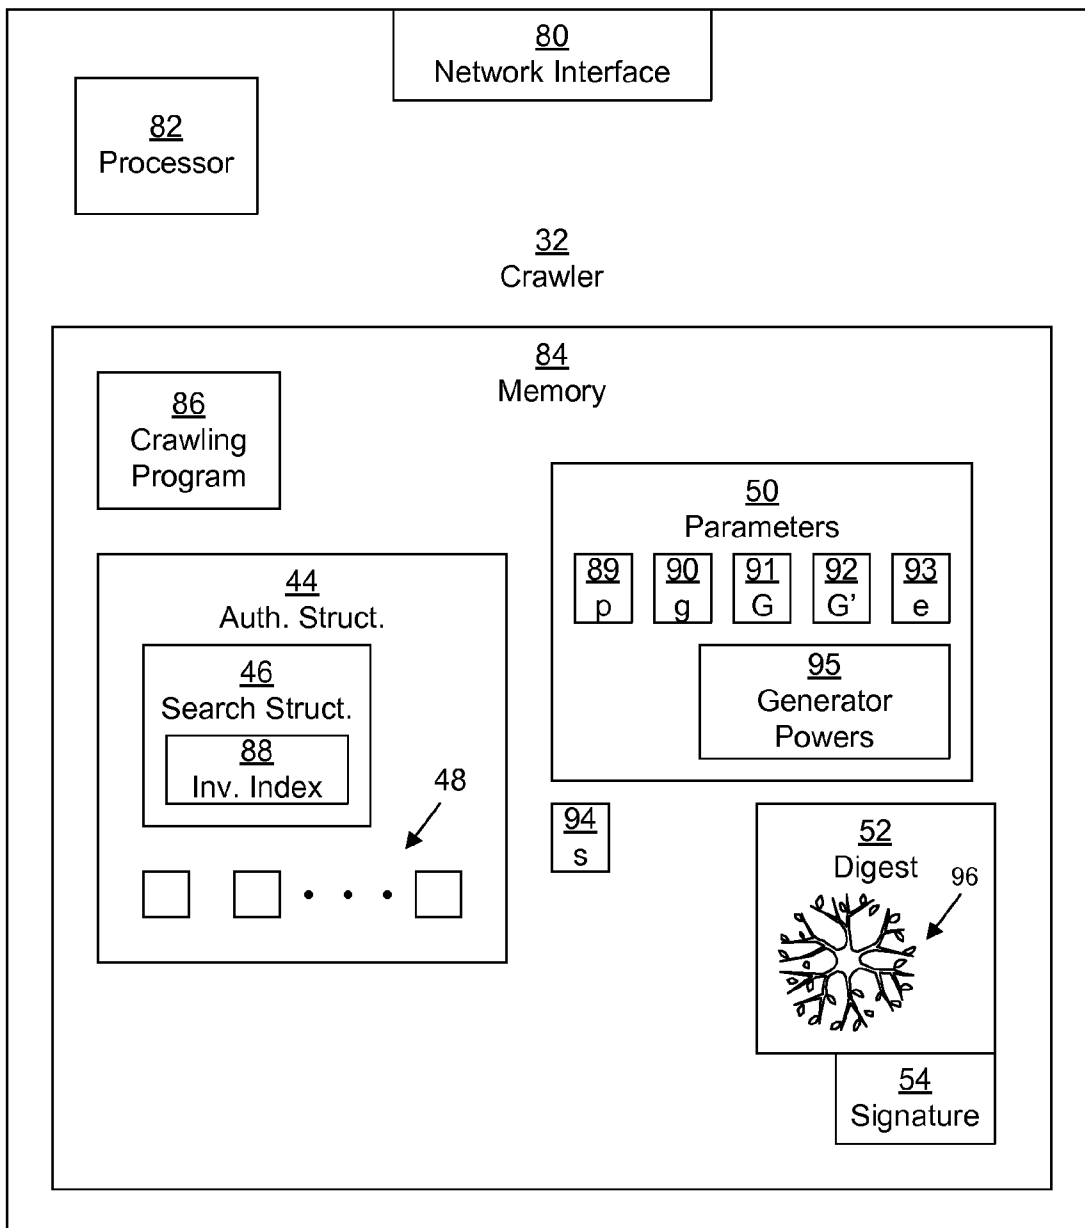 80
Network Interface
82
Processor
32
Crawler
84
Memory
86
Crawling
Program
50
Parameters
89 90 91 92 93
p g G G’ e
95
Generator
Powers
44
Auth. Struct.
46
Search Struct.
88
Inv. Index
48
94
s
52
Digest
96
54
Signature